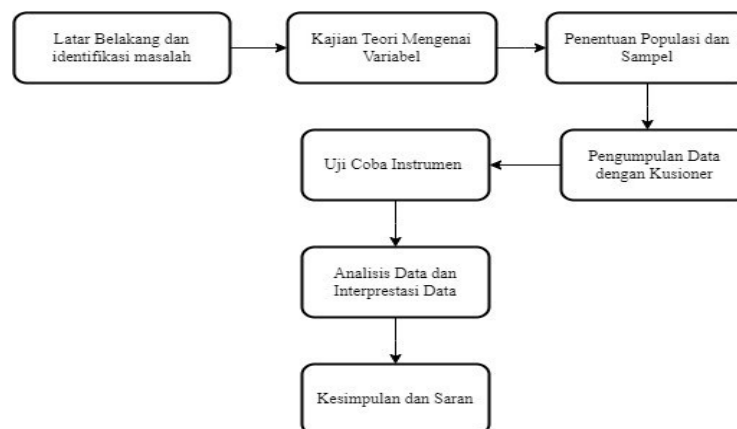 Latar Belakang dan
identifikasi masalah
Kajian Teori Mengenai
Variabel
Penentuan Populasi dan
Sampel
Pengumpulan Data
dengan Kusioner
Uji Coba Instrumen
Analisis Data dan
Interprestasi Data
Kesimpulan dan Saran